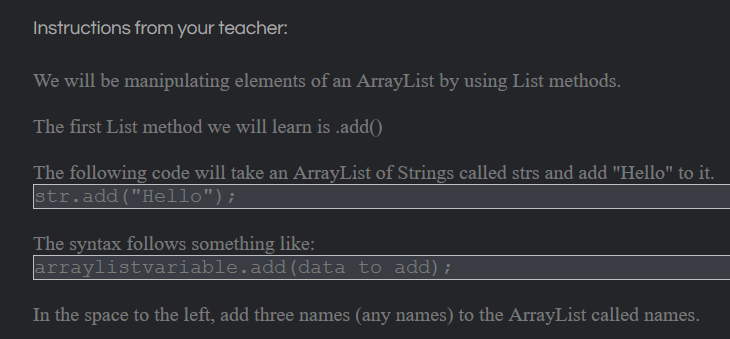 Instructions from your teacher:
We will be manipulating elements of an ArrayList by using List methods.
The first List method we will learn is .add()
The following code will take an ArrayList of Strings called strs and add "Hello" to it.
str.add("Hello");
The syntax follows something like:
arraylistvariable.add(data to add);
In the space to the left, add three names (any names) to the ArrayList called names.